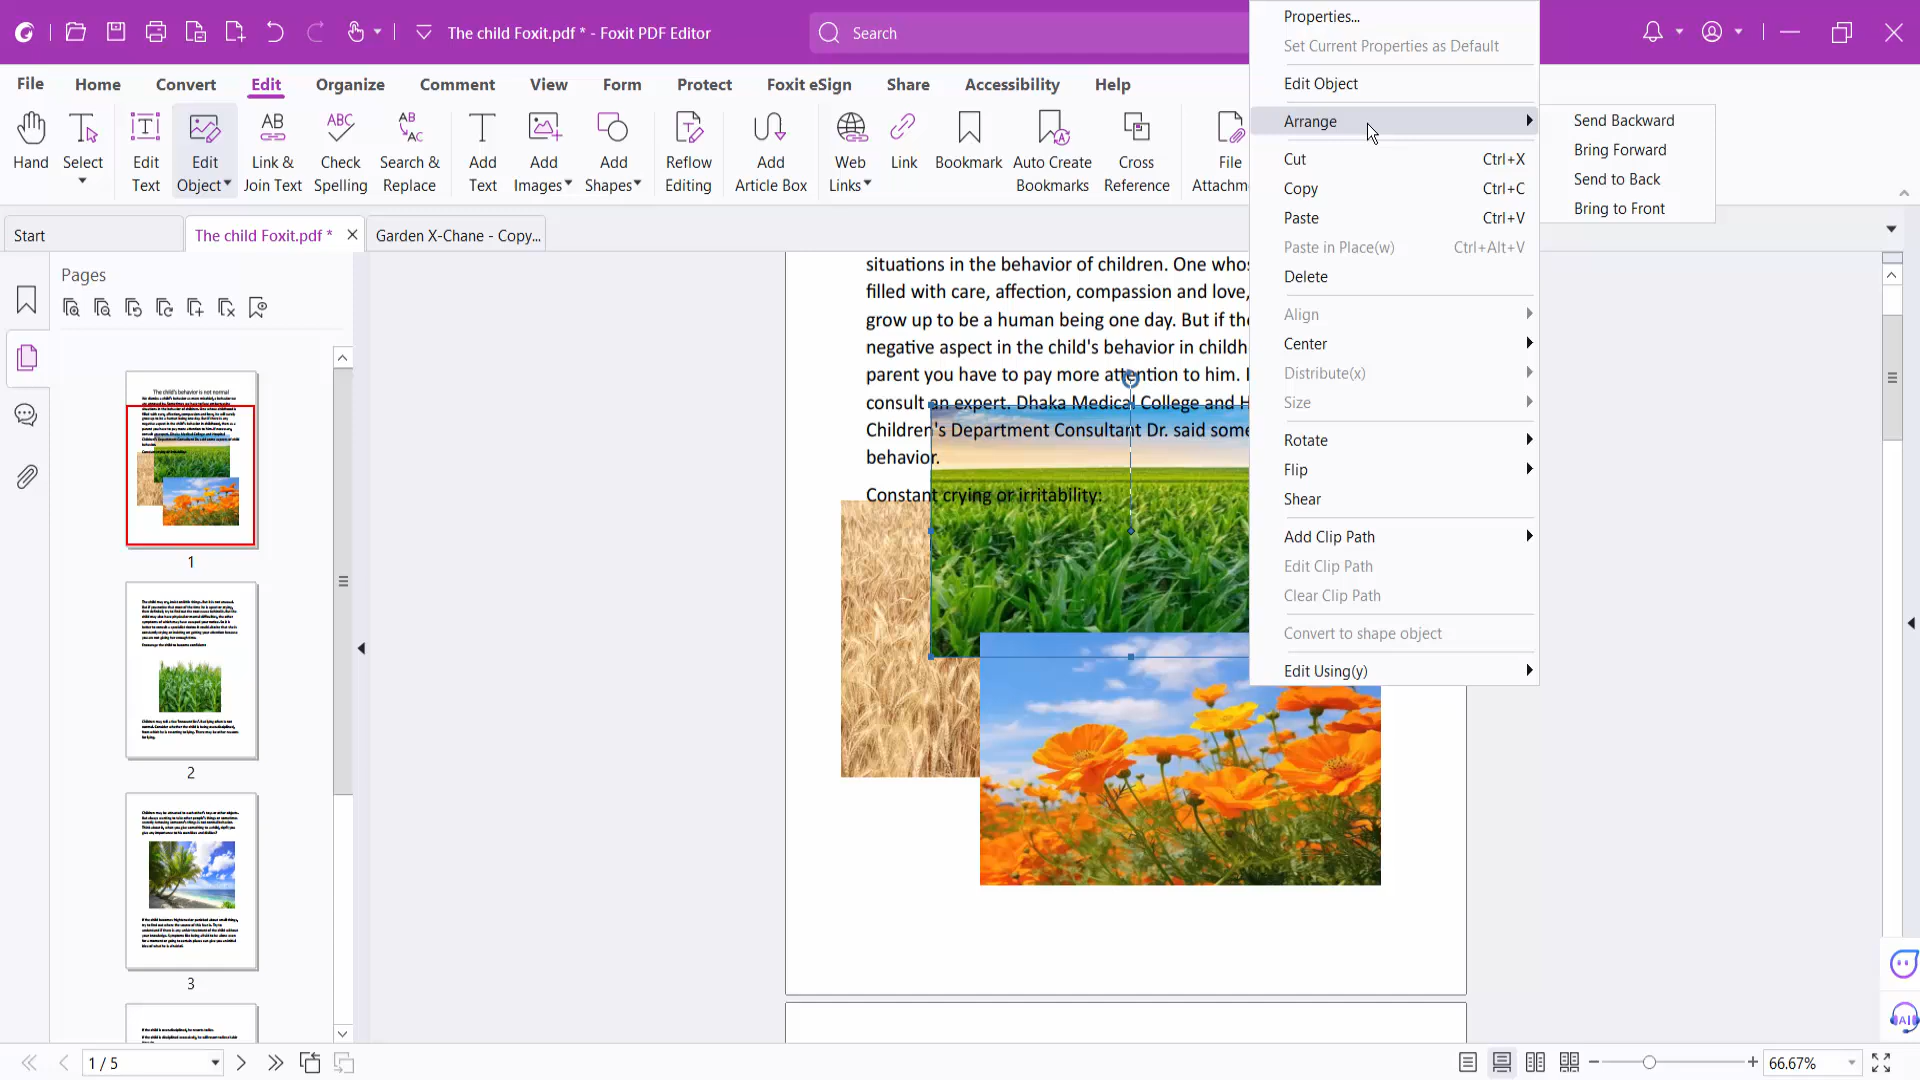 The child Foxit.pdf * - Foxit PDF Editor
Search
File Home Convert Edit Organize Comment View Form Protect Foxit eSign Share Accessibility Help
Hand
Select
Edit
Text
Edit
Object
Link &
Join Text
Check
Spelling
Search &
Replace
Add
Text
Add
Images
Add
Shapes
Reflow
Editing
Add
Article Box
Web
Links
Link
Bookmark
Auto Create
Bookmarks
Cross
Reference
File
Attachm
Start
The child Foxit.pdf *
Garden X-Chane - Copy...
Pages
The child's behavior is not normal
1
2
3
situations in the behavior of children. One whos
filled with care, affection, compassion and love,
grow up to be a human being one day. But if the
negative aspect in the child's behavior in childh
parent you have to pay more attention to him. I
consult an expert. Dhaka Medical College and H
Children's Department Consultant Dr. said some
behavior.
Constant crying or irritability:
Properties...
Set Current Properties as Default
Edit Object
Arrange
Cut Ctrl+X
Copy Ctrl+C
Paste Ctrl+V
Paste in Place(w) Ctrl+Alt+V
Delete
Align
Center
Distribute(x)
Size
Rotate
Flip
Shear
Add Clip Path
Edit Clip Path
Clear Clip Path
Convert to shape object
Edit Using(y)
Send Backward
Bring Forward
Send to Back
Bring to Front
AI
1 / 5
66.67%